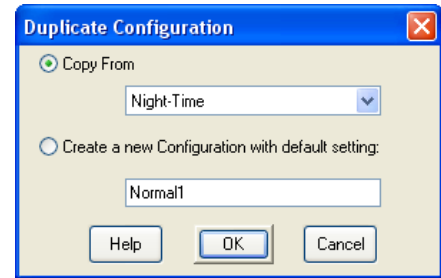 Duplicate Configuration
Copy From
Night-Time
Create a new Configuration with default setting:
Normal1
Help OK Cancel